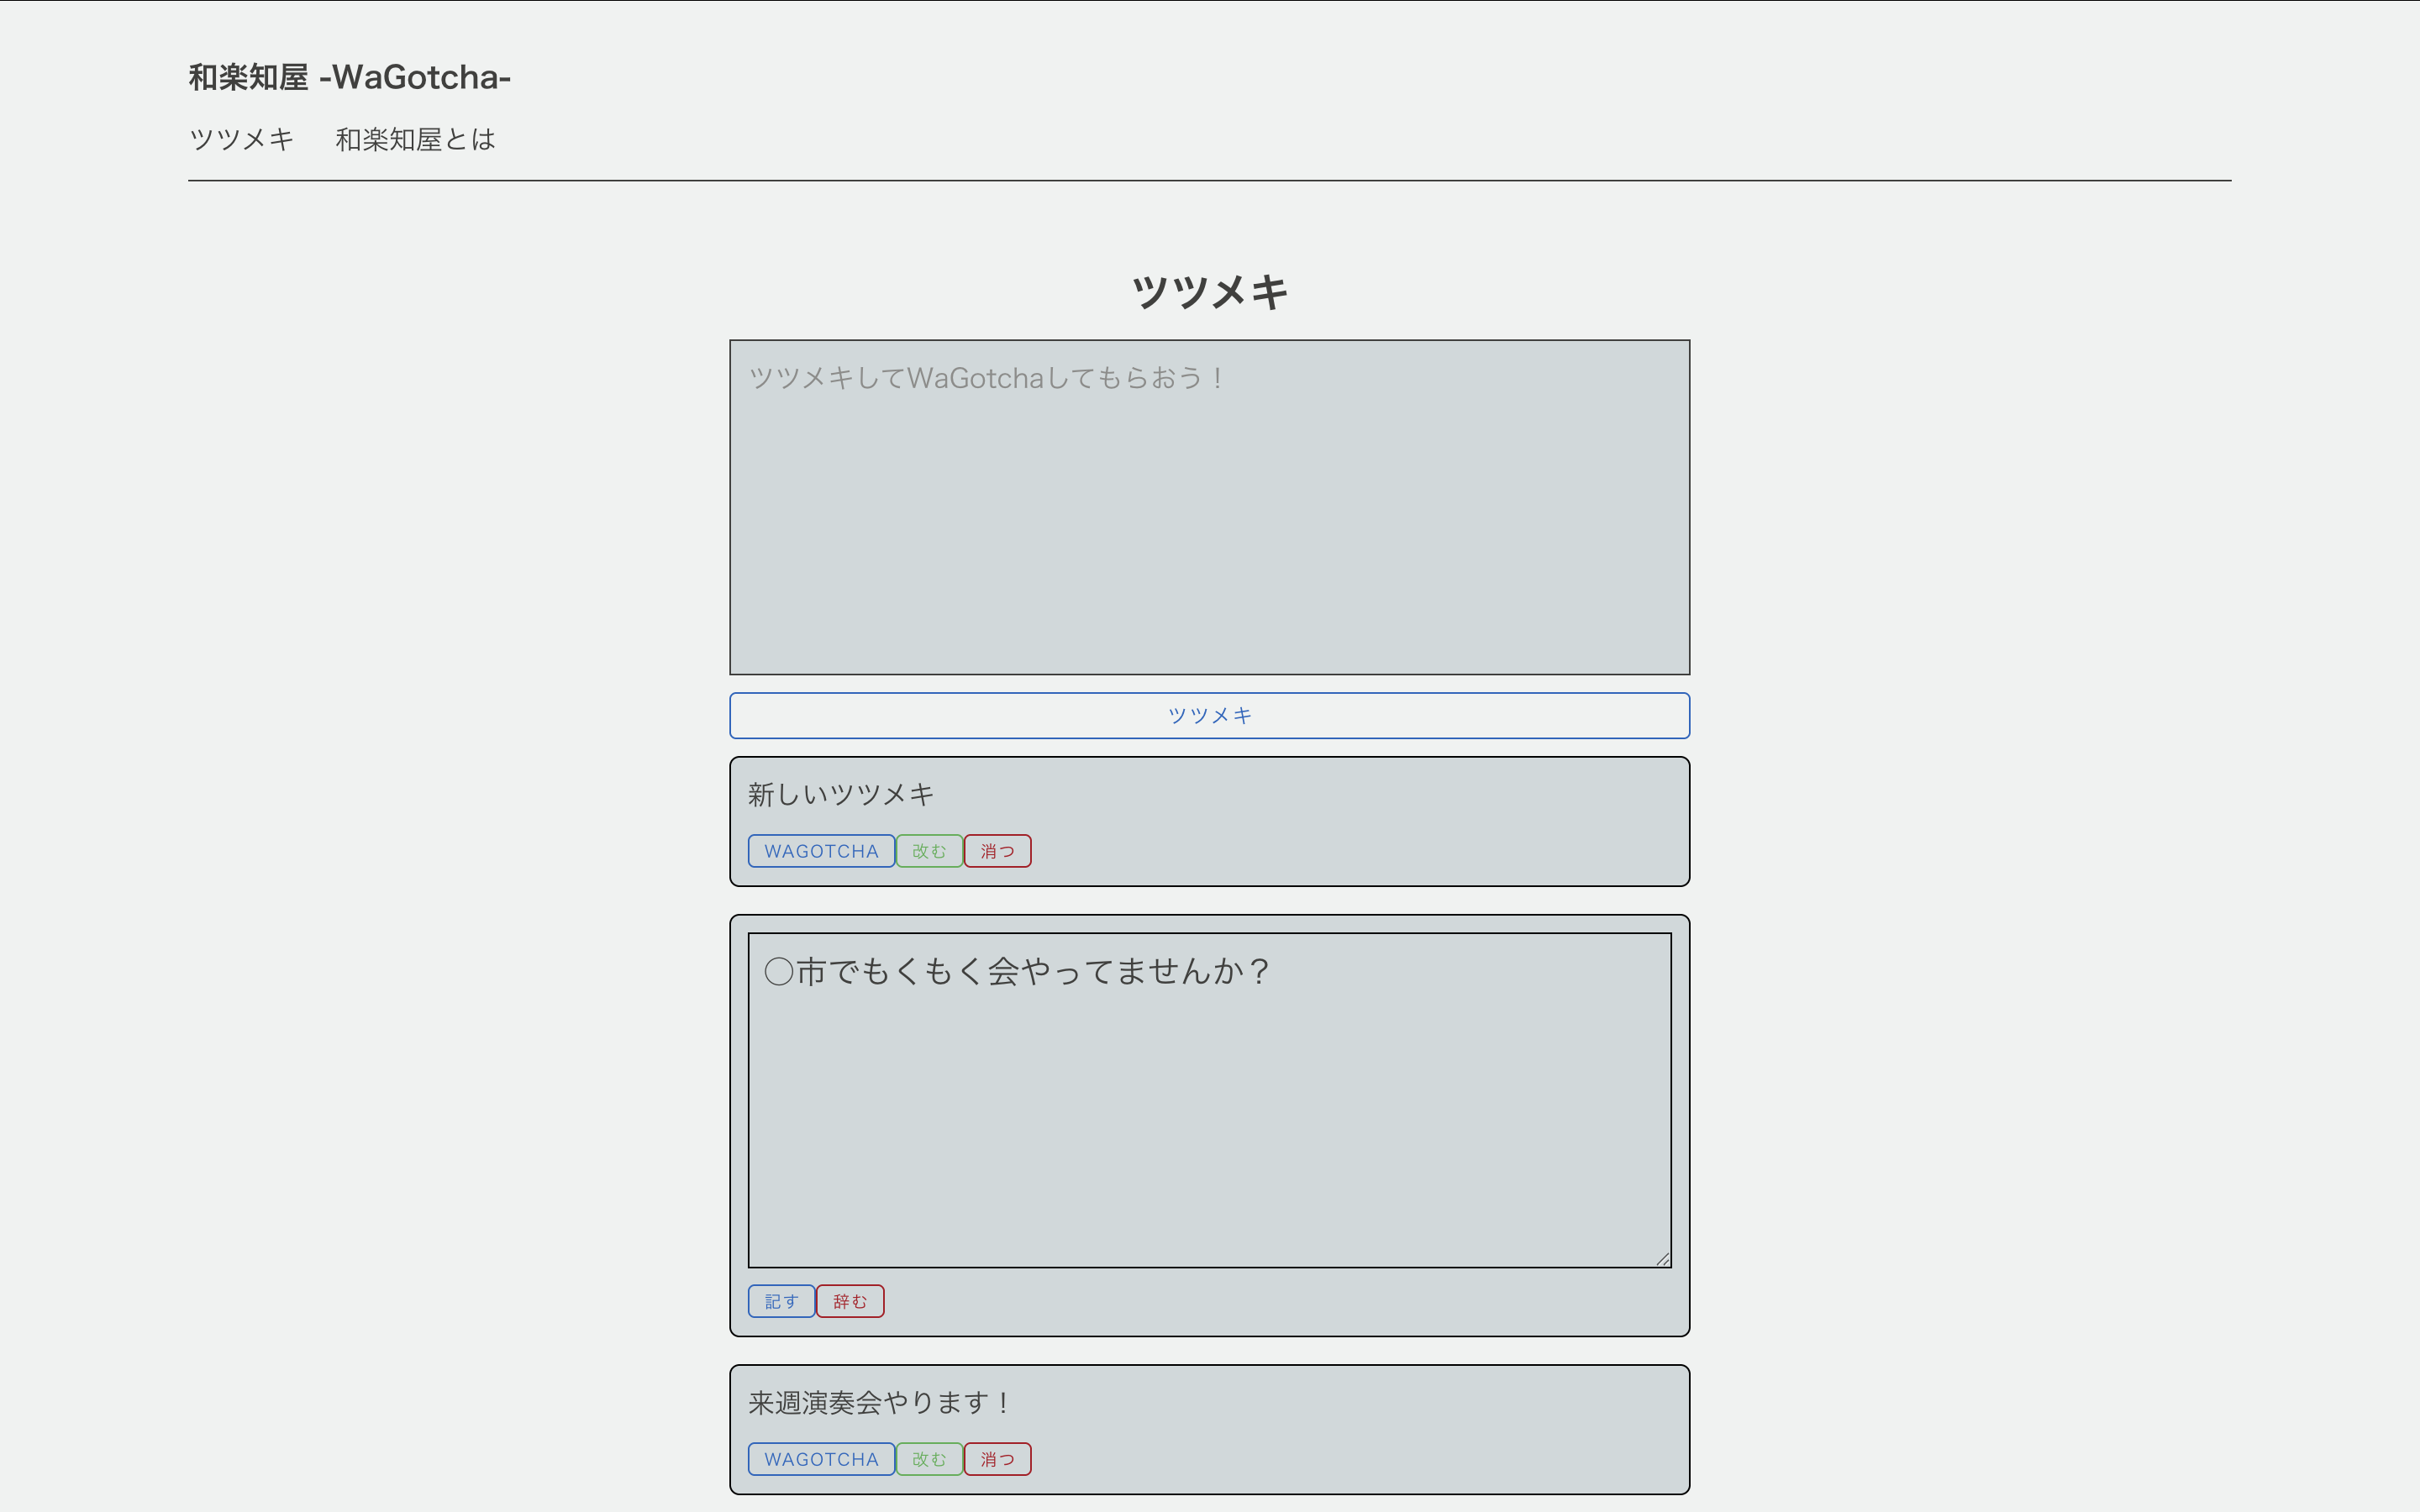 和楽知屋 -WaGotcha-
ツツメキ 和楽知屋とは
ツツメキ
ツツメキしてWaGotchaしてもらおう！
ツツメキ
新しいツツメキ
WAGOTCHA 改む 消つ
◯市でもくもく会やってませんか？
記す 辞む
来週演奏会やります！
WAGOTCHA 改む 消つ